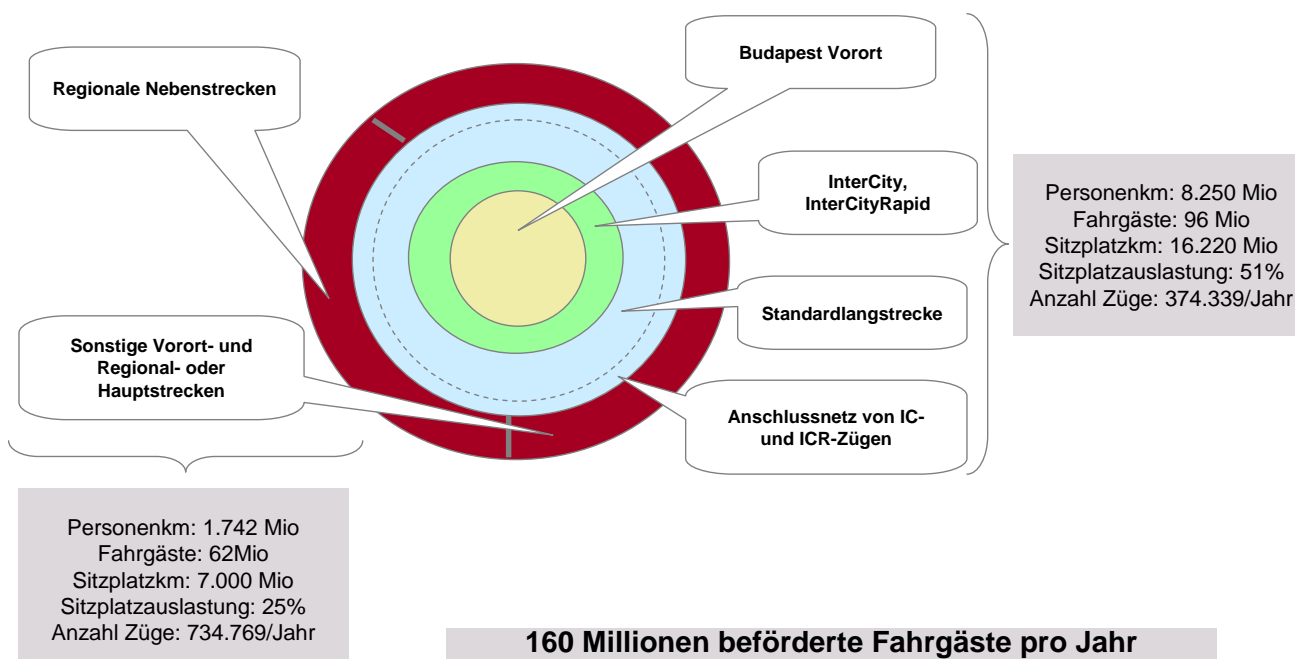 Budapest Vorort
Regionale Nebenstrecken
InterCity,
InterCityRapid
Personenkm: 8.250 Mio
Fahrgäste: 96 Mio
Sitzplatzkm: 16.220 Mio
Sitzplatzauslastung: 51%
Anzahl Züge: 374.339/Jahr
Standardlangstrecke
Sonstige Vorort- und
Regional- oder
Hauptstrecken
Anschlussnetz von IC-
und ICR-Zügen
Personenkm: 1.742 Mio
Fahrgäste: 62Mio
Sitzplatzkm: 7.000 Mio
Sitzplatzauslastung: 25%
Anzahl Züge: 734.769/Jahr
160 Millionen beförderte Fahrgäste pro Jahr